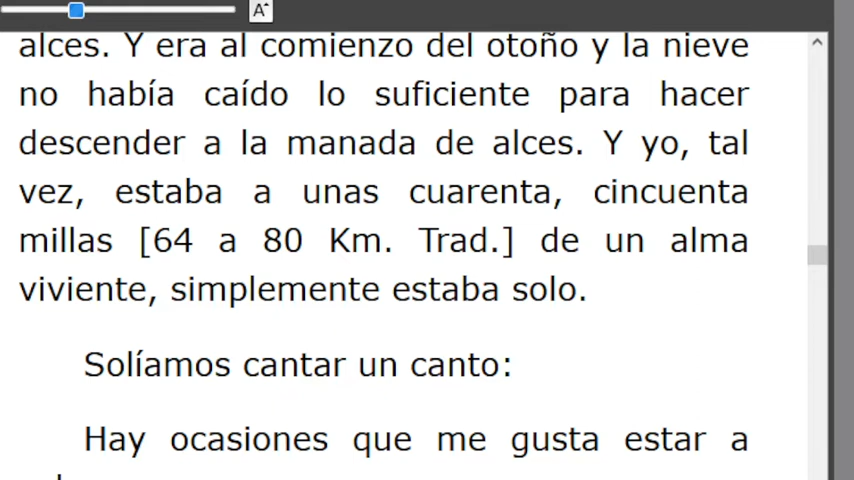 A
alces. Y era al comienzo del otoño y la nieve
no había caído lo suficiente para hacer
descender a la manada de alces. Y yo, tal
vez, estaba a unas cuarenta, cincuenta
millas [64 a 80 Km. Trad.] de un alma
viviente, simplemente estaba solo.
Solíamos cantar un canto:
Hay ocasiones que me gusta estar a